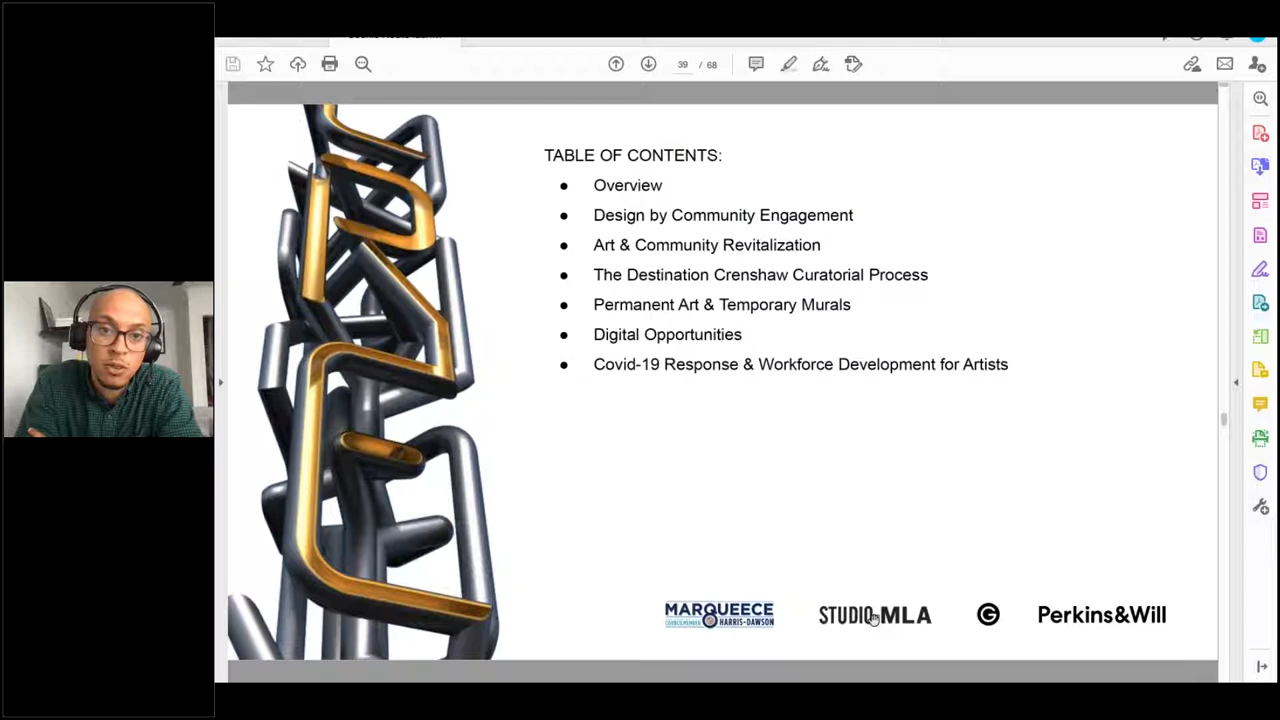 39 / 68
TABLE OF CONTENTS:
● Overview
● Design by Community Engagement
● Art & Community Revitalization
● The Destination Crenshaw Curatorial Process
● Permanent Art & Temporary Murals
● Digital Opportunities
● Covid-19 Response & Workforce Development for Artists
MARQUEECE
COUNCILMEMBER HARRIS-DAWSON
STUDIO-MLA
G
Perkins&Will